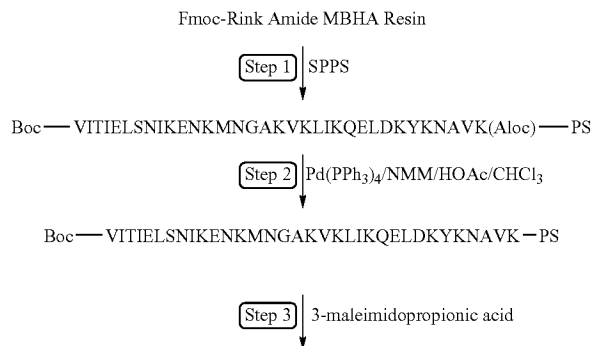 Fmoc-Rink Amide MBHA Resin
Step 1 SPPS
Boc — VITIELSNIKENKMNGAKVKLIKQELDKYKNAVK(Aloc) — PS
Step 2 Pd(PPh3)4/NMM/HOAc/CHCl3
Boc — VITIELSNIKENKMNGAKVKLIKQELDKYKNAVK — PS
Step 3 3-maleimidopropionic acid